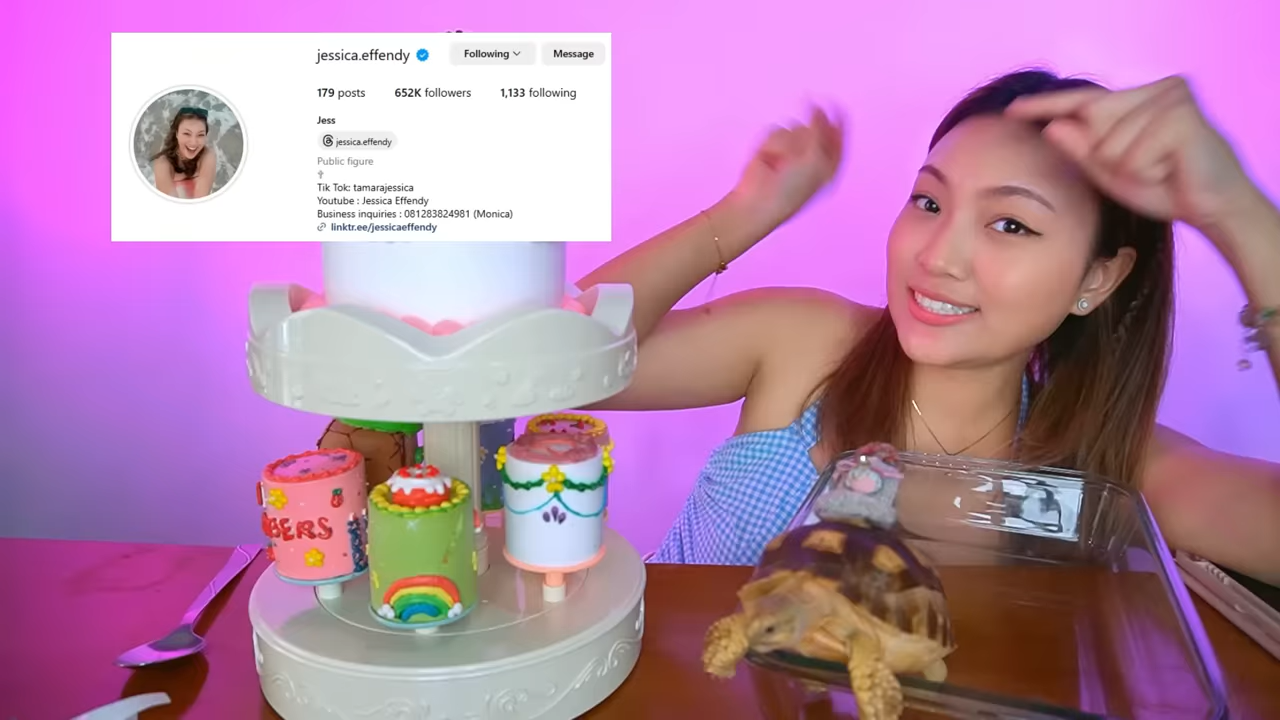 jessica.effendy Following Message
179 posts 652K followers 1,133 following
Jess
jessica.effendy
Public figure
✞
Tik Tok: tamarajessica
Youtube : Jessica Effendy
Business inquiries : 081283824981 (Monica)
linktr.ee/jessicaeffendy
BERS